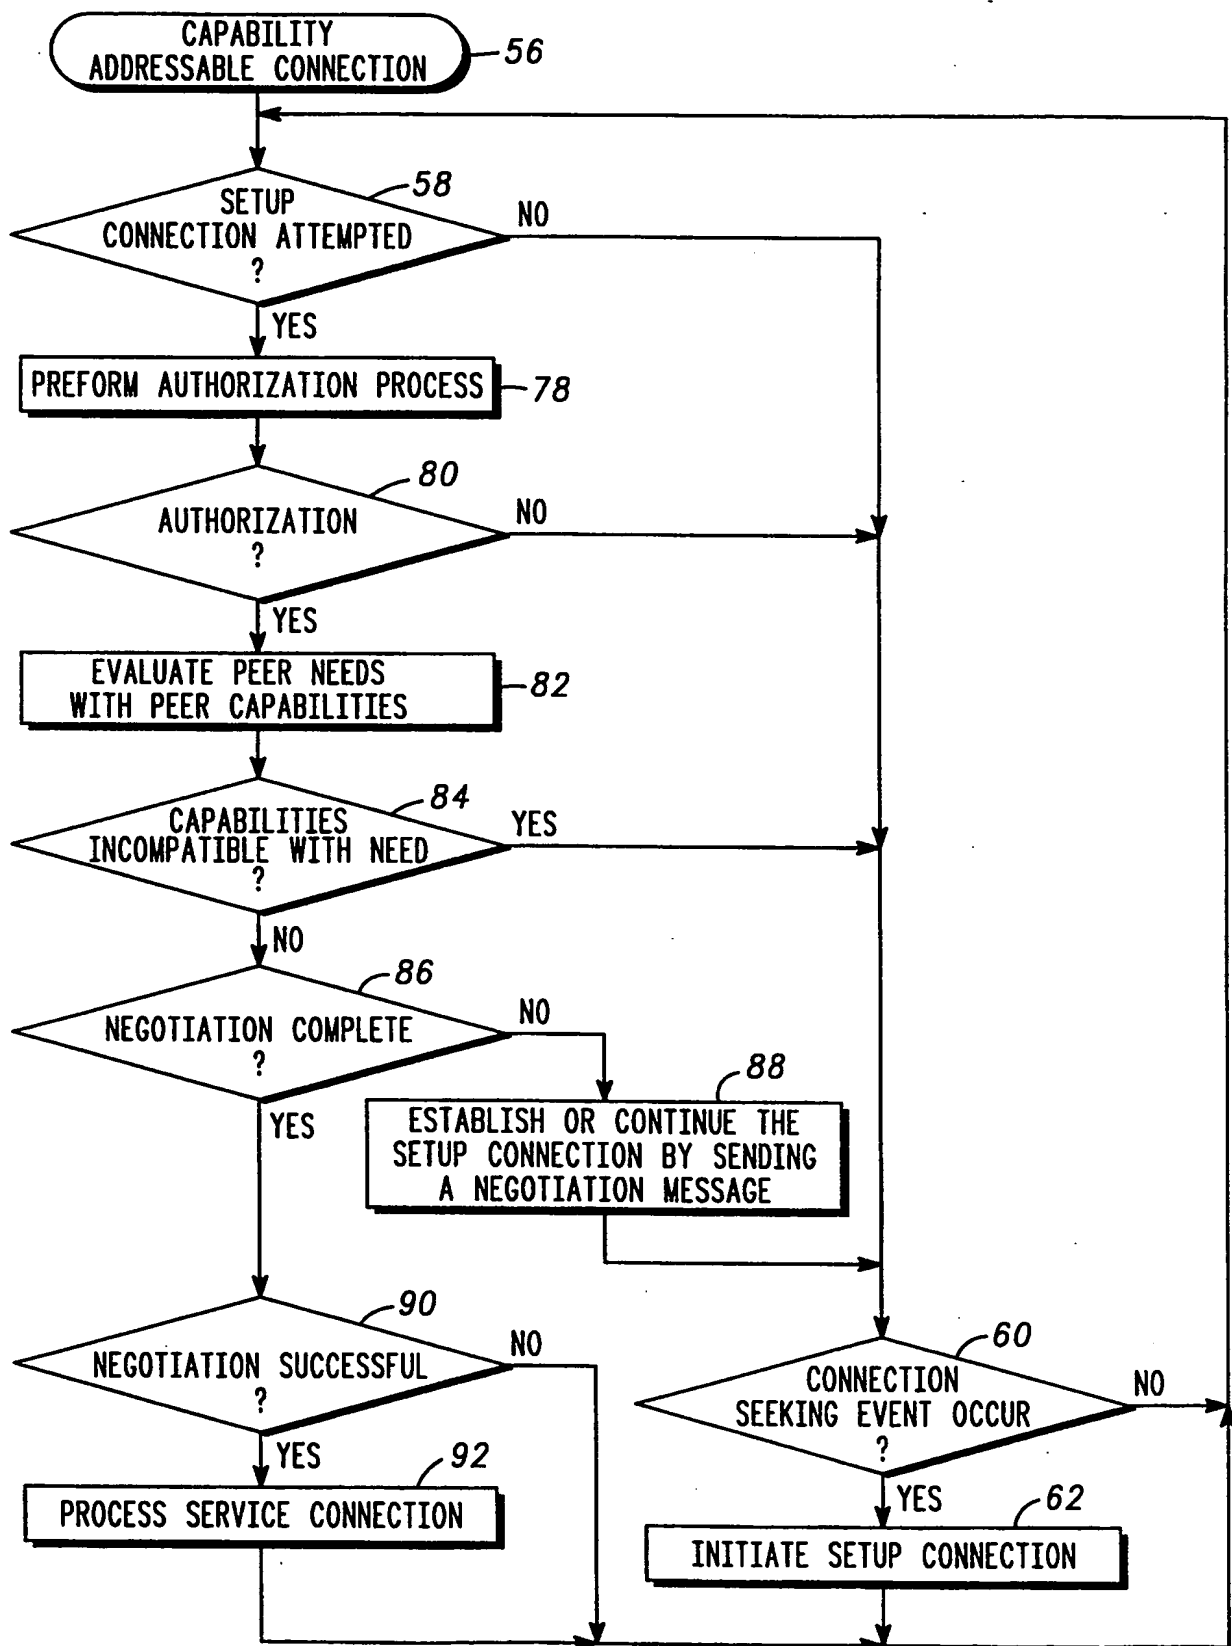 CAPABILITY
ADDRESSABLE CONNECTION
56
58
SETUP
CONNECTION ATTEMPTED
?
NO
YES
PREFORM AUTHORIZATION PROCESS
78
80
AUTHORIZATION
?
NO
YES
EVALUATE PEER NEEDS
WITH PEER CAPABILITIES
82
84
CAPABILITIES
INCOMPATIBLE WITH NEED
?
YES
NO
86
NEGOTIATION COMPLETE
?
NO
YES
88
ESTABLISH OR CONTINUE THE
SETUP CONNECTION BY SENDING
A NEGOTIATION MESSAGE
90
NEGOTIATION SUCCESSFUL
?
NO
YES
92
PROCESS SERVICE CONNECTION
60
CONNECTION
SEEKING EVENT OCCUR
?
NO
YES
62
INITIATE SETUP CONNECTION